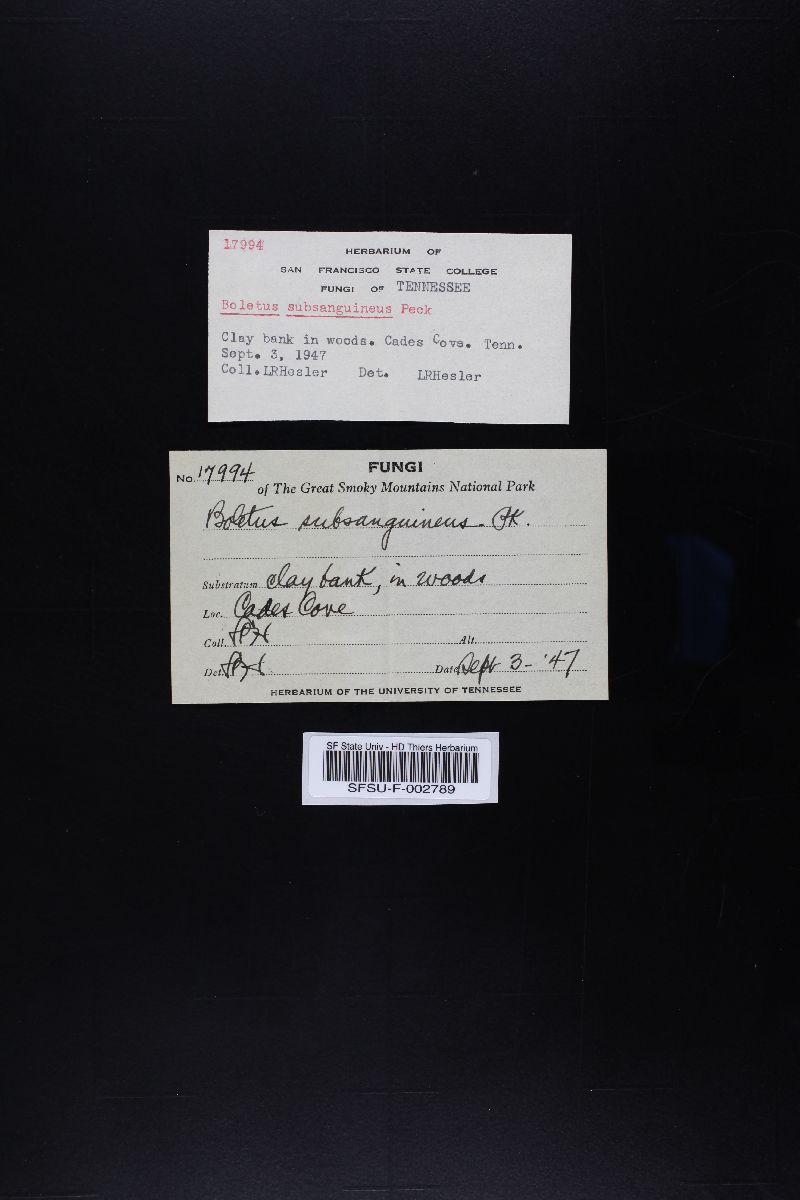 17994
HERBARIUM OF
SAN FRANCISCO STATE COLLEGE
FUNGI OF TENNESSEE
Boletus subsanguineus Peck
Clay bank in woods. Cades Cove. Tenn.
Sept. 3, 1947
Coll. LRHesler Det. LRHesler
FUNGI
No. 17994
of The Great Smoky Mountains National Park
Boletus subsanguineus. Pk.
Substratum clay bank, in woods
Loc. Cades Cove
Coll. LRH Alt.
Det. LRH Date Sept 3- '47
HERBARIUM OF THE UNIVERSITY OF TENNESSEE
SF State Univ - HD Thiers Herbarium
SFSU-F-002789